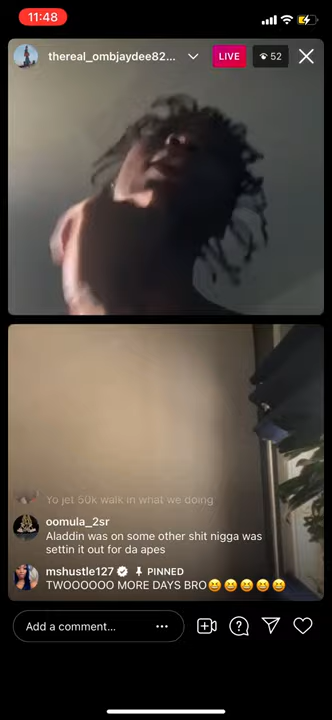 11:48
thereal_ombjaydee82...
LIVE
52
Yo jet 50k walk in what we doing
oomula_2sr
Aladdin was on some other shit nigga was
settin it out for da apes
mshustle127 PINNED
TWOOOOOO MORE DAYS BRO😆😆😆😆😆
Add a comment...